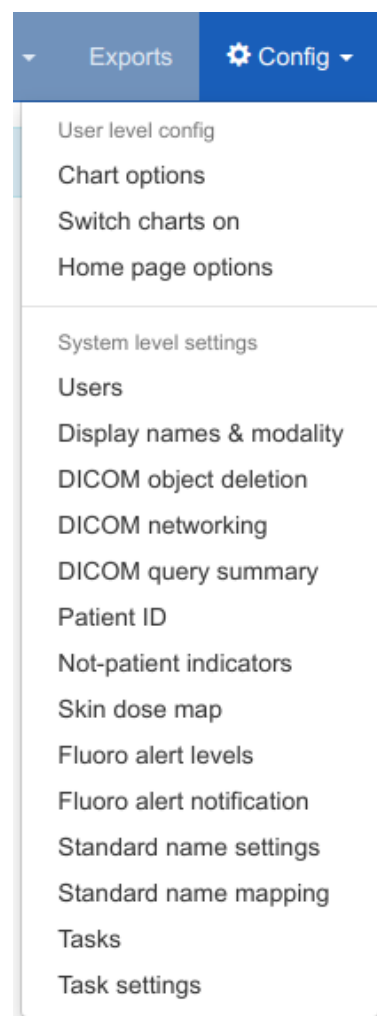 Exports Config
User level config
Chart options
Switch charts on
Home page options
System level settings
Users
Display names & modality
DICOM object deletion
DICOM networking
DICOM query summary
Patient ID
Not-patient indicators
Skin dose map
Fluoro alert levels
Fluoro alert notification
Standard name settings
Standard name mapping
Tasks
Task settings